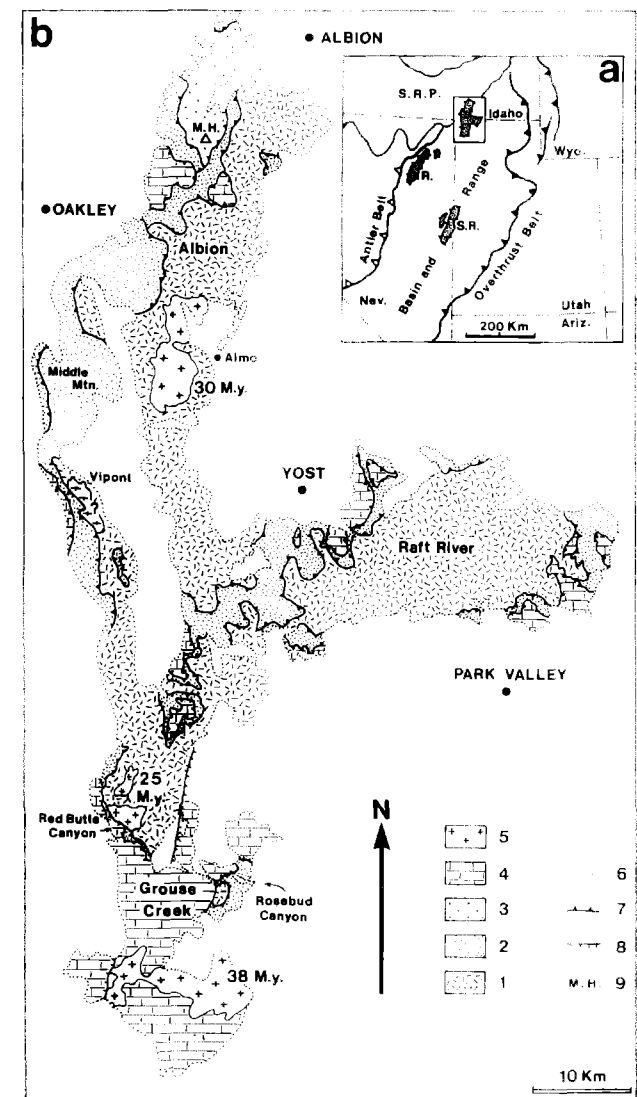 b
ALBION
M.H.
OAKLEY
Albion
Almo
30 M.y.
Middle
Mtn.
Vipont
?
YOST
Raft River
PARK VALLEY
25
M.y.
Red Butte
Canyon
Grouse
Creek
Rosebud
Canyon
38 M.y.
N
5
4
3
2
1
6
7
8
M.H. 9
10 Km
a
S.R.P.
Idaho
Wyo.
R.
S.R.
Antler Belt
Basin and Range
Overthrust Belt
Nev.
Utah
Ariz.
200 Km